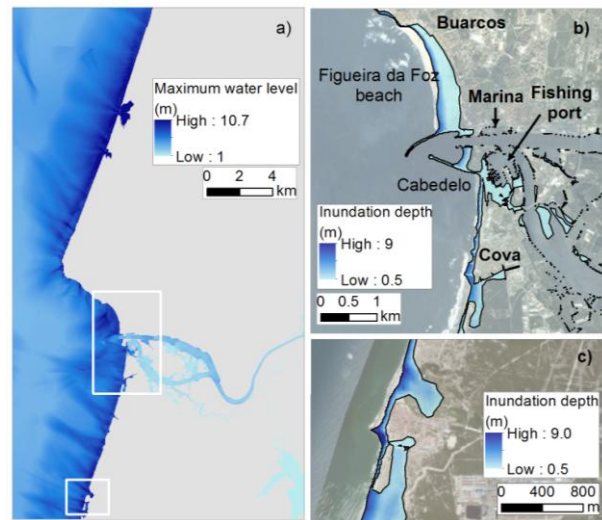 a)
Maximum water level
(m)
High : 10.7
Low : 1
0 2 4
km
b)
Buarcos
Figueira da Foz
beach
Marina
Fishing
port
Cabedelo
Inundation depth
(m)
High : 9
Low : 0.5
Cova
0 0.5 1
km
c)
Inundation depth
(m)
High : 9.0
Low : 0.5
0 400 800
m